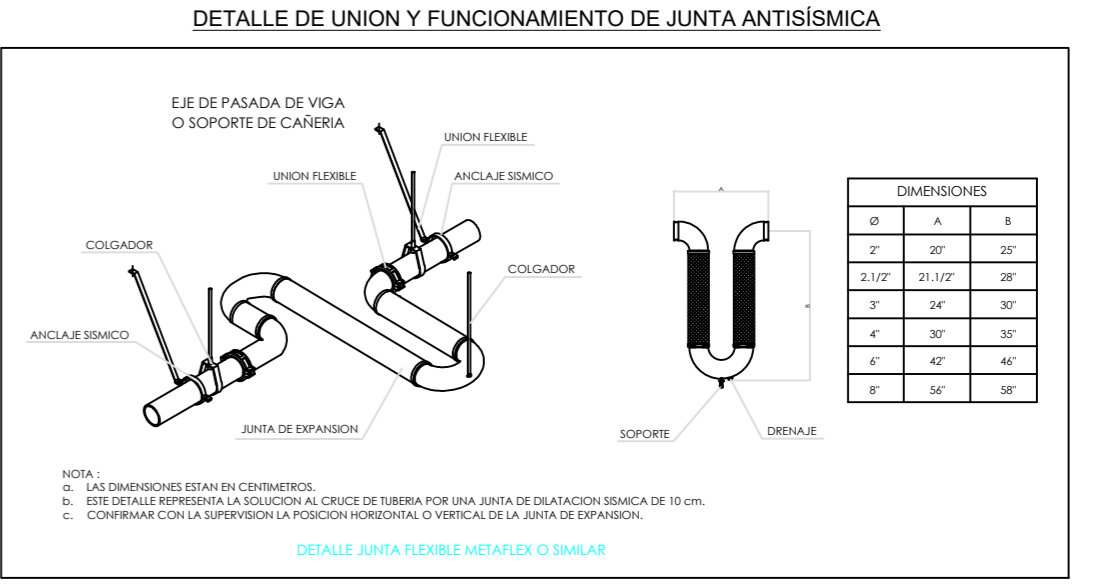 DETALLE DE UNION Y FUNCIONAMIENTO DE JUNTA ANTISÍSMICA
EJE DE PASADA DE VIGA
O SOPORTE DE CAÑERIA
UNION FLEXIBLE
UNION FLEXIBLE
ANCLAJE SISMICO
COLGADOR
COLGADOR
ANCLAJE SISMICO
JUNTA DE EXPANSION
A
B
SOPORTE
DRENAJE
DIMENSIONES
Ø A B
2" 20" 25"
2.1/2" 21.1/2" 28"
3" 24" 30"
4" 30" 35"
6" 42" 46"
8" 56" 58"
NOTA :
a. LAS DIMENSIONES ESTAN EN CENTIMETROS.
b. ESTE DETALLE REPRESENTA LA SOLUCION AL CRUCE DE TUBERIA POR UNA JUNTA DE DILATACION SISMICA DE 10 cm.
c. CONFIRMAR CON LA SUPERVISION LA POSICION HORIZONTAL O VERTICAL DE LA JUNTA DE EXPANSION.
DETALLE JUNTA FLEXIBLE METAFLEX O SIMILAR